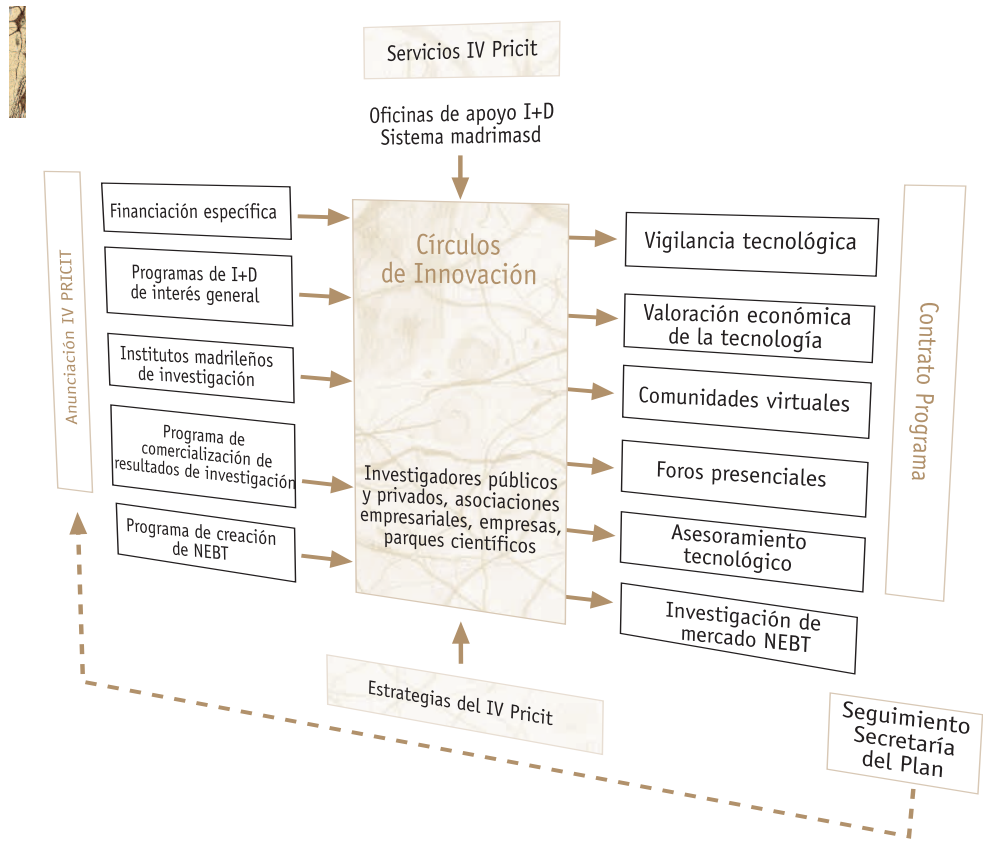 Servicios IV Pricit
Oficinas de apoyo I+D
Sistema madrimasd
Anunciación IV PRICIT
Financiación específica
Programas de I+D
de interés general
Institutos madrileños
de investigación
Programa de
comercialización de
resultados de investigación
Programa de creación
de NEBT
Círculos
de Innovación
Investigadores públicos
y privados, asociaciones
empresariales, empresas,
parques científicos
Vigilancia tecnológica
Valoración económica
de la tecnología
Comunidades virtuales
Foros presenciales
Asesoramiento
tecnológico
Investigación de
mercado NEBT
Contrato Programa
Estrategias del IV Pricit
Seguimiento
Secretaría
del Plan